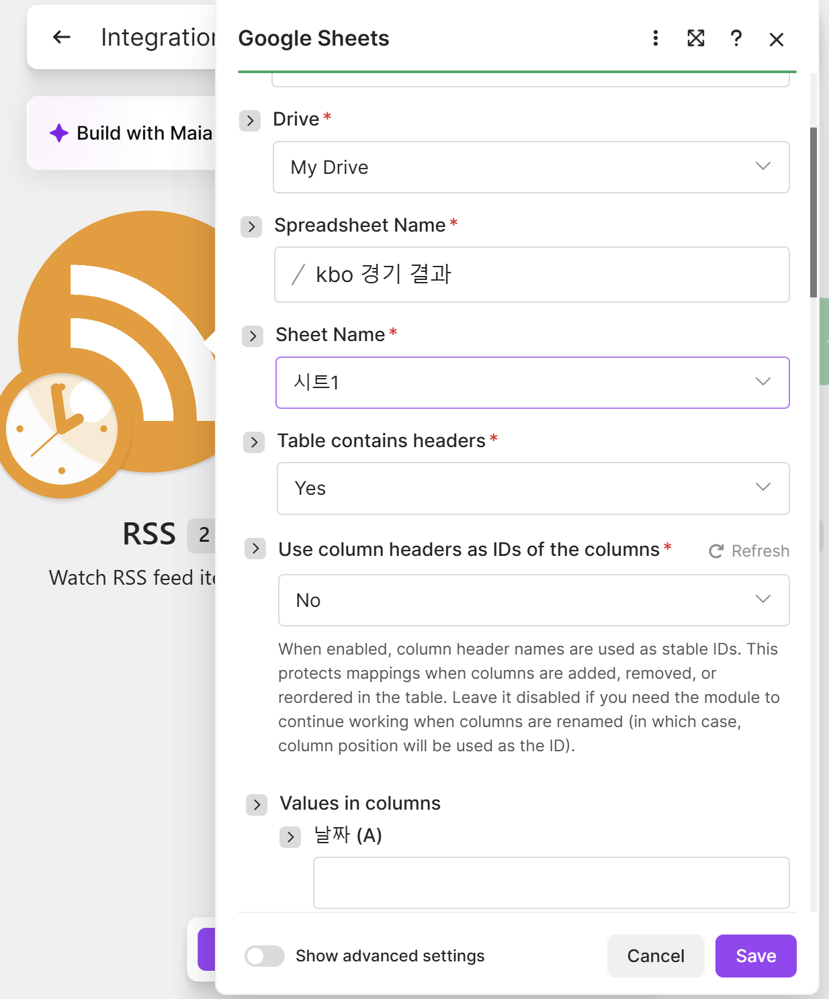 Integration
Build with Maia
RSS 2
Watch RSS feed ite
Google Sheets
Drive *
My Drive
Spreadsheet Name *
/ kbo 경기 결과
Sheet Name *
시트1
Table contains headers *
Yes
Use column headers as IDs of the columns * Refresh
No
When enabled, column header names are used as stable IDs. This
protects mappings when columns are added, removed, or
reordered in the table. Leave it disabled if you need the module to
continue working when columns are renamed (in which case,
column position will be used as the ID).
Values in columns
날짜 (A)
Show advanced settings
Cancel
Save